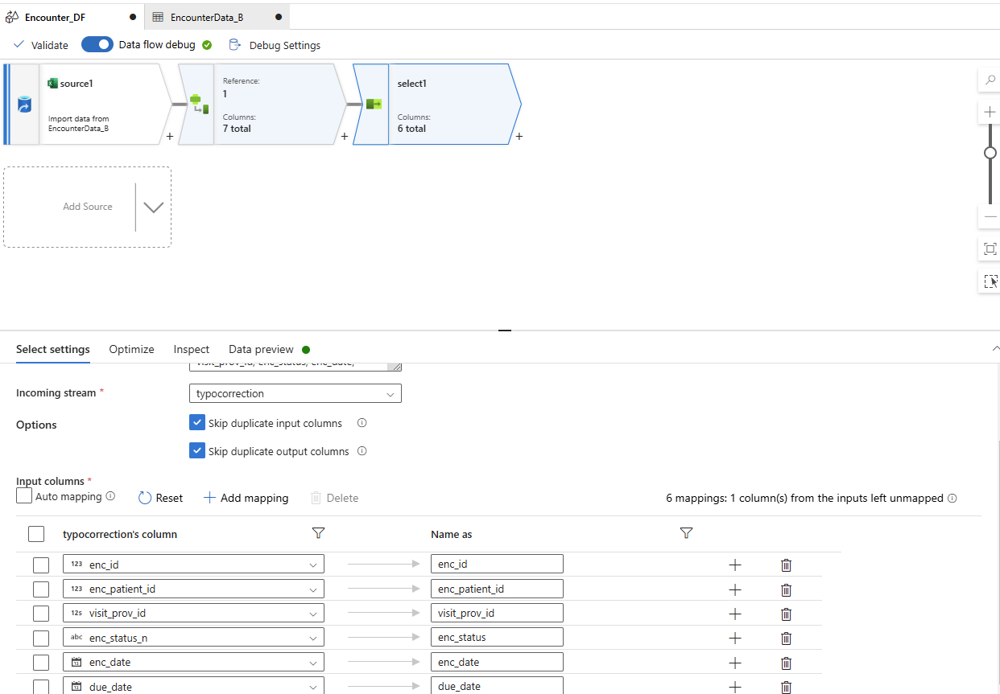 Encounter_DF
EncounterData_B
Validate
Data flow debug
Debug Settings
source1
Import data from
EncounterData_B
+
Reference:
1
Columns:
7 total
+
select1
Columns:
6 total
+
Add Source
Select settings
Optimize
Inspect
Data preview
visit_prov_id, enc_status, enc_date,
Incoming stream *
typocorrection
Options
Skip duplicate input columns
Skip duplicate output columns
Input columns *
Auto mapping
Reset
+ Add mapping
Delete
6 mappings: 1 column(s) from the inputs left unmapped
typocorrection's column
Name as
123 enc_id
enc_id
123 enc_patient_id
enc_patient_id
12s visit_prov_id
visit_prov_id
abc enc_status_n
enc_status
enc_date
enc_date
due_date
due_date